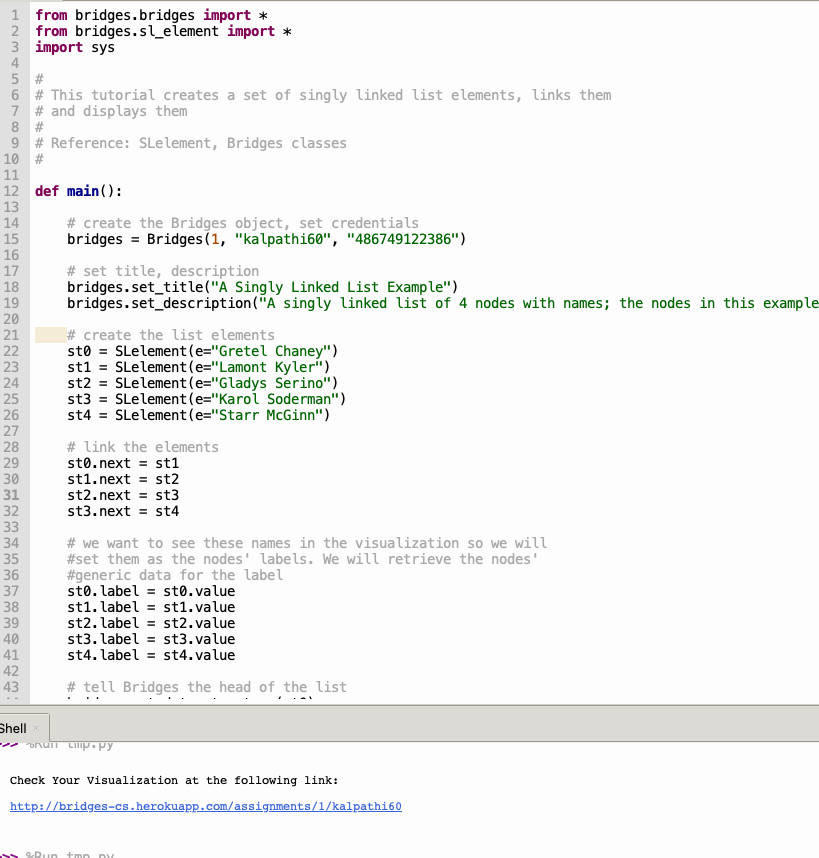 1 from bridges.bridges import *
2 from bridges.sl_element import *
3 import sys
4
5 #
6 # This tutorial creates a set of singly linked list elements, links them
7 # and displays them
8 #
9 # Reference: SLelement, Bridges classes
10 #
11
12 def main():
13
14 # create the Bridges object, set credentials
15 bridges = Bridges(1, "kalpathi60", "486749122386")
16
17 # set title, description
18 bridges.set_title("A Singly Linked List Example")
19 bridges.set_description("A singly linked list of 4 nodes with names; the nodes in this example
20
21 # create the list elements
22 st0 = SLelement(e="Gretel Chaney")
23 st1 = SLelement(e="Lamont Kyler")
24 st2 = SLelement(e="Gladys Serino")
25 st3 = SLelement(e="Karol Soderman")
26 st4 = SLelement(e="Starr McGinn")
27
28 # link the elements
29 st0.next = st1
30 st1.next = st2
31 st2.next = st3
32 st3.next = st4
33
34 # we want to see these names in the visualization so we will
35 #set them as the nodes' labels. We will retrieve the nodes'
36 #generic data for the label
37 st0.label = st0.value
38 st1.label = st1.value
39 st2.label = st2.value
40 st3.label = st3.value
41 st4.label = st4.value
42
43 # tell Bridges the head of the list
Shell ×
>>> %Run tmp.py
Check Your Visualization at the following link:
http://bridges-cs.herokuapp.com/assignments/1/kalpathi60
>>> %Run tmp.py